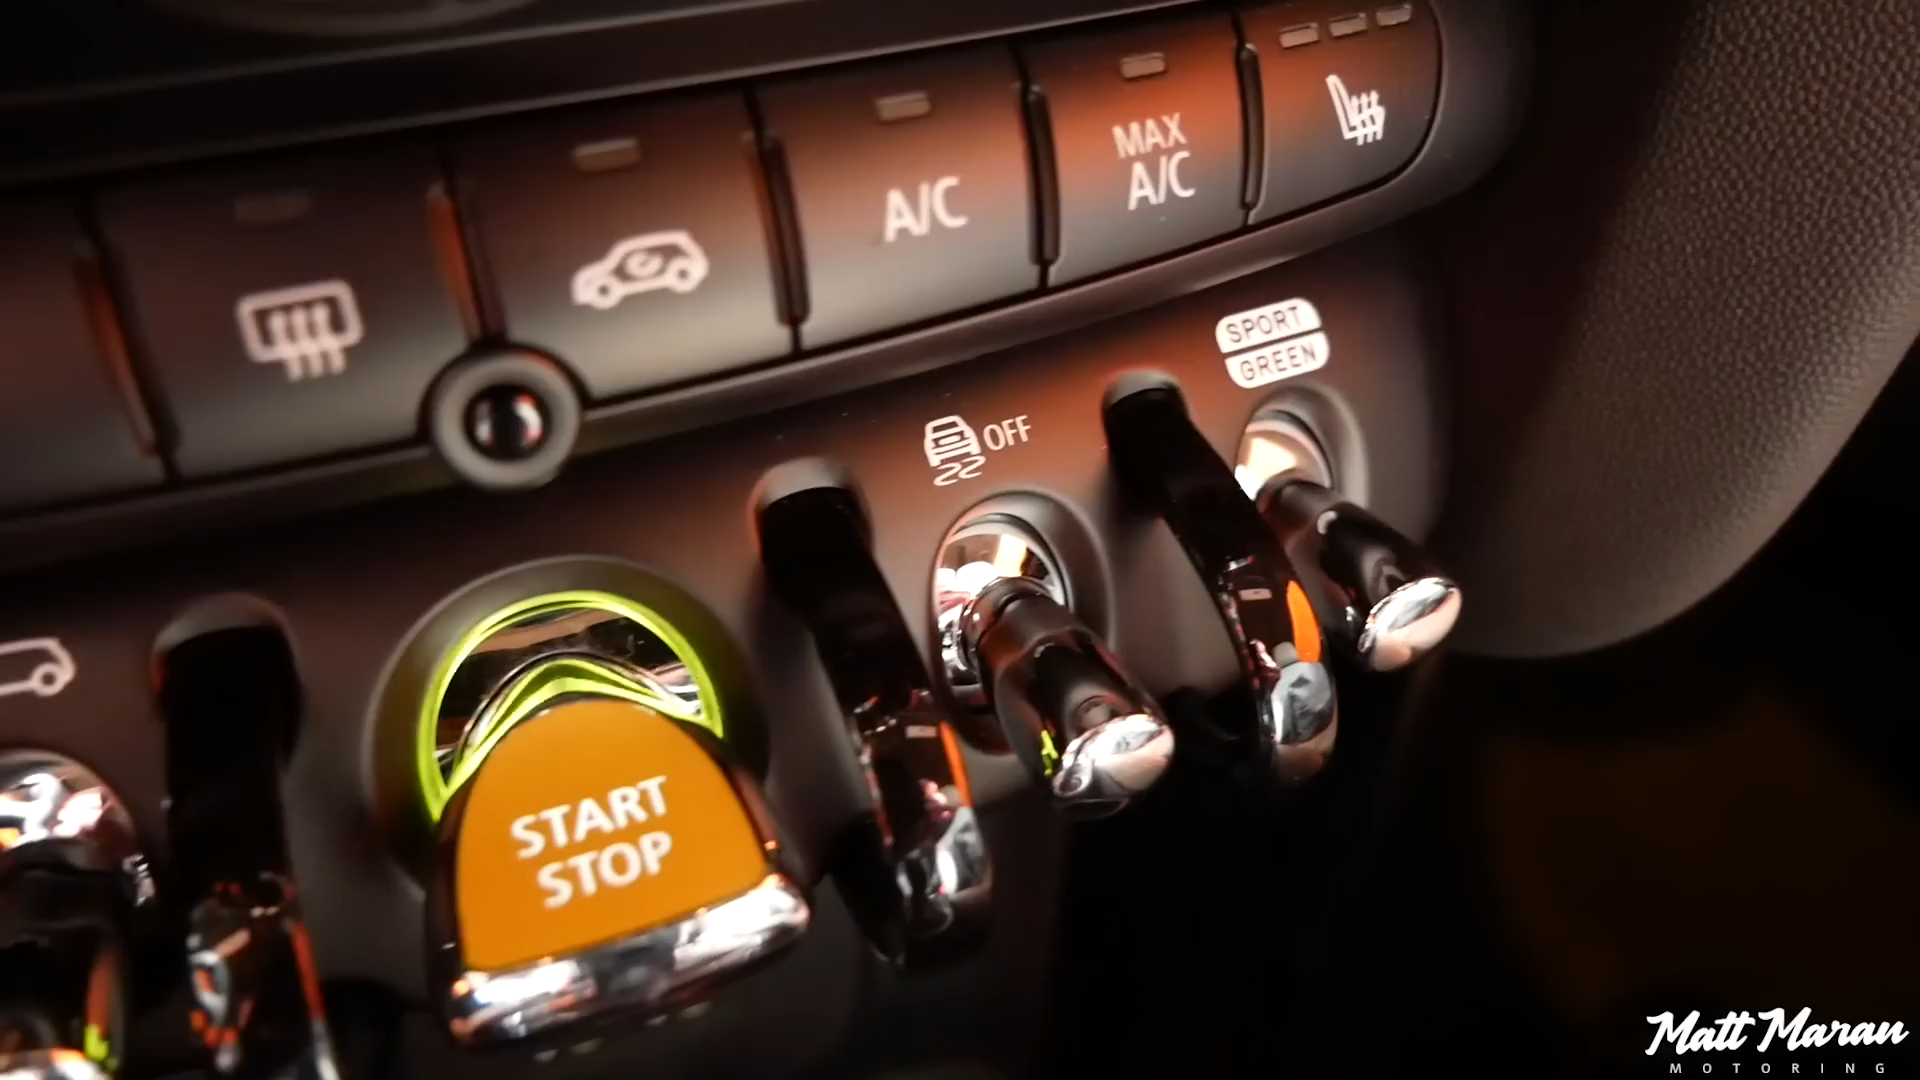 A/C
MAX
A/C
SPORT
GREEN
OFF
START
STOP
Matt Maran
MOTORING